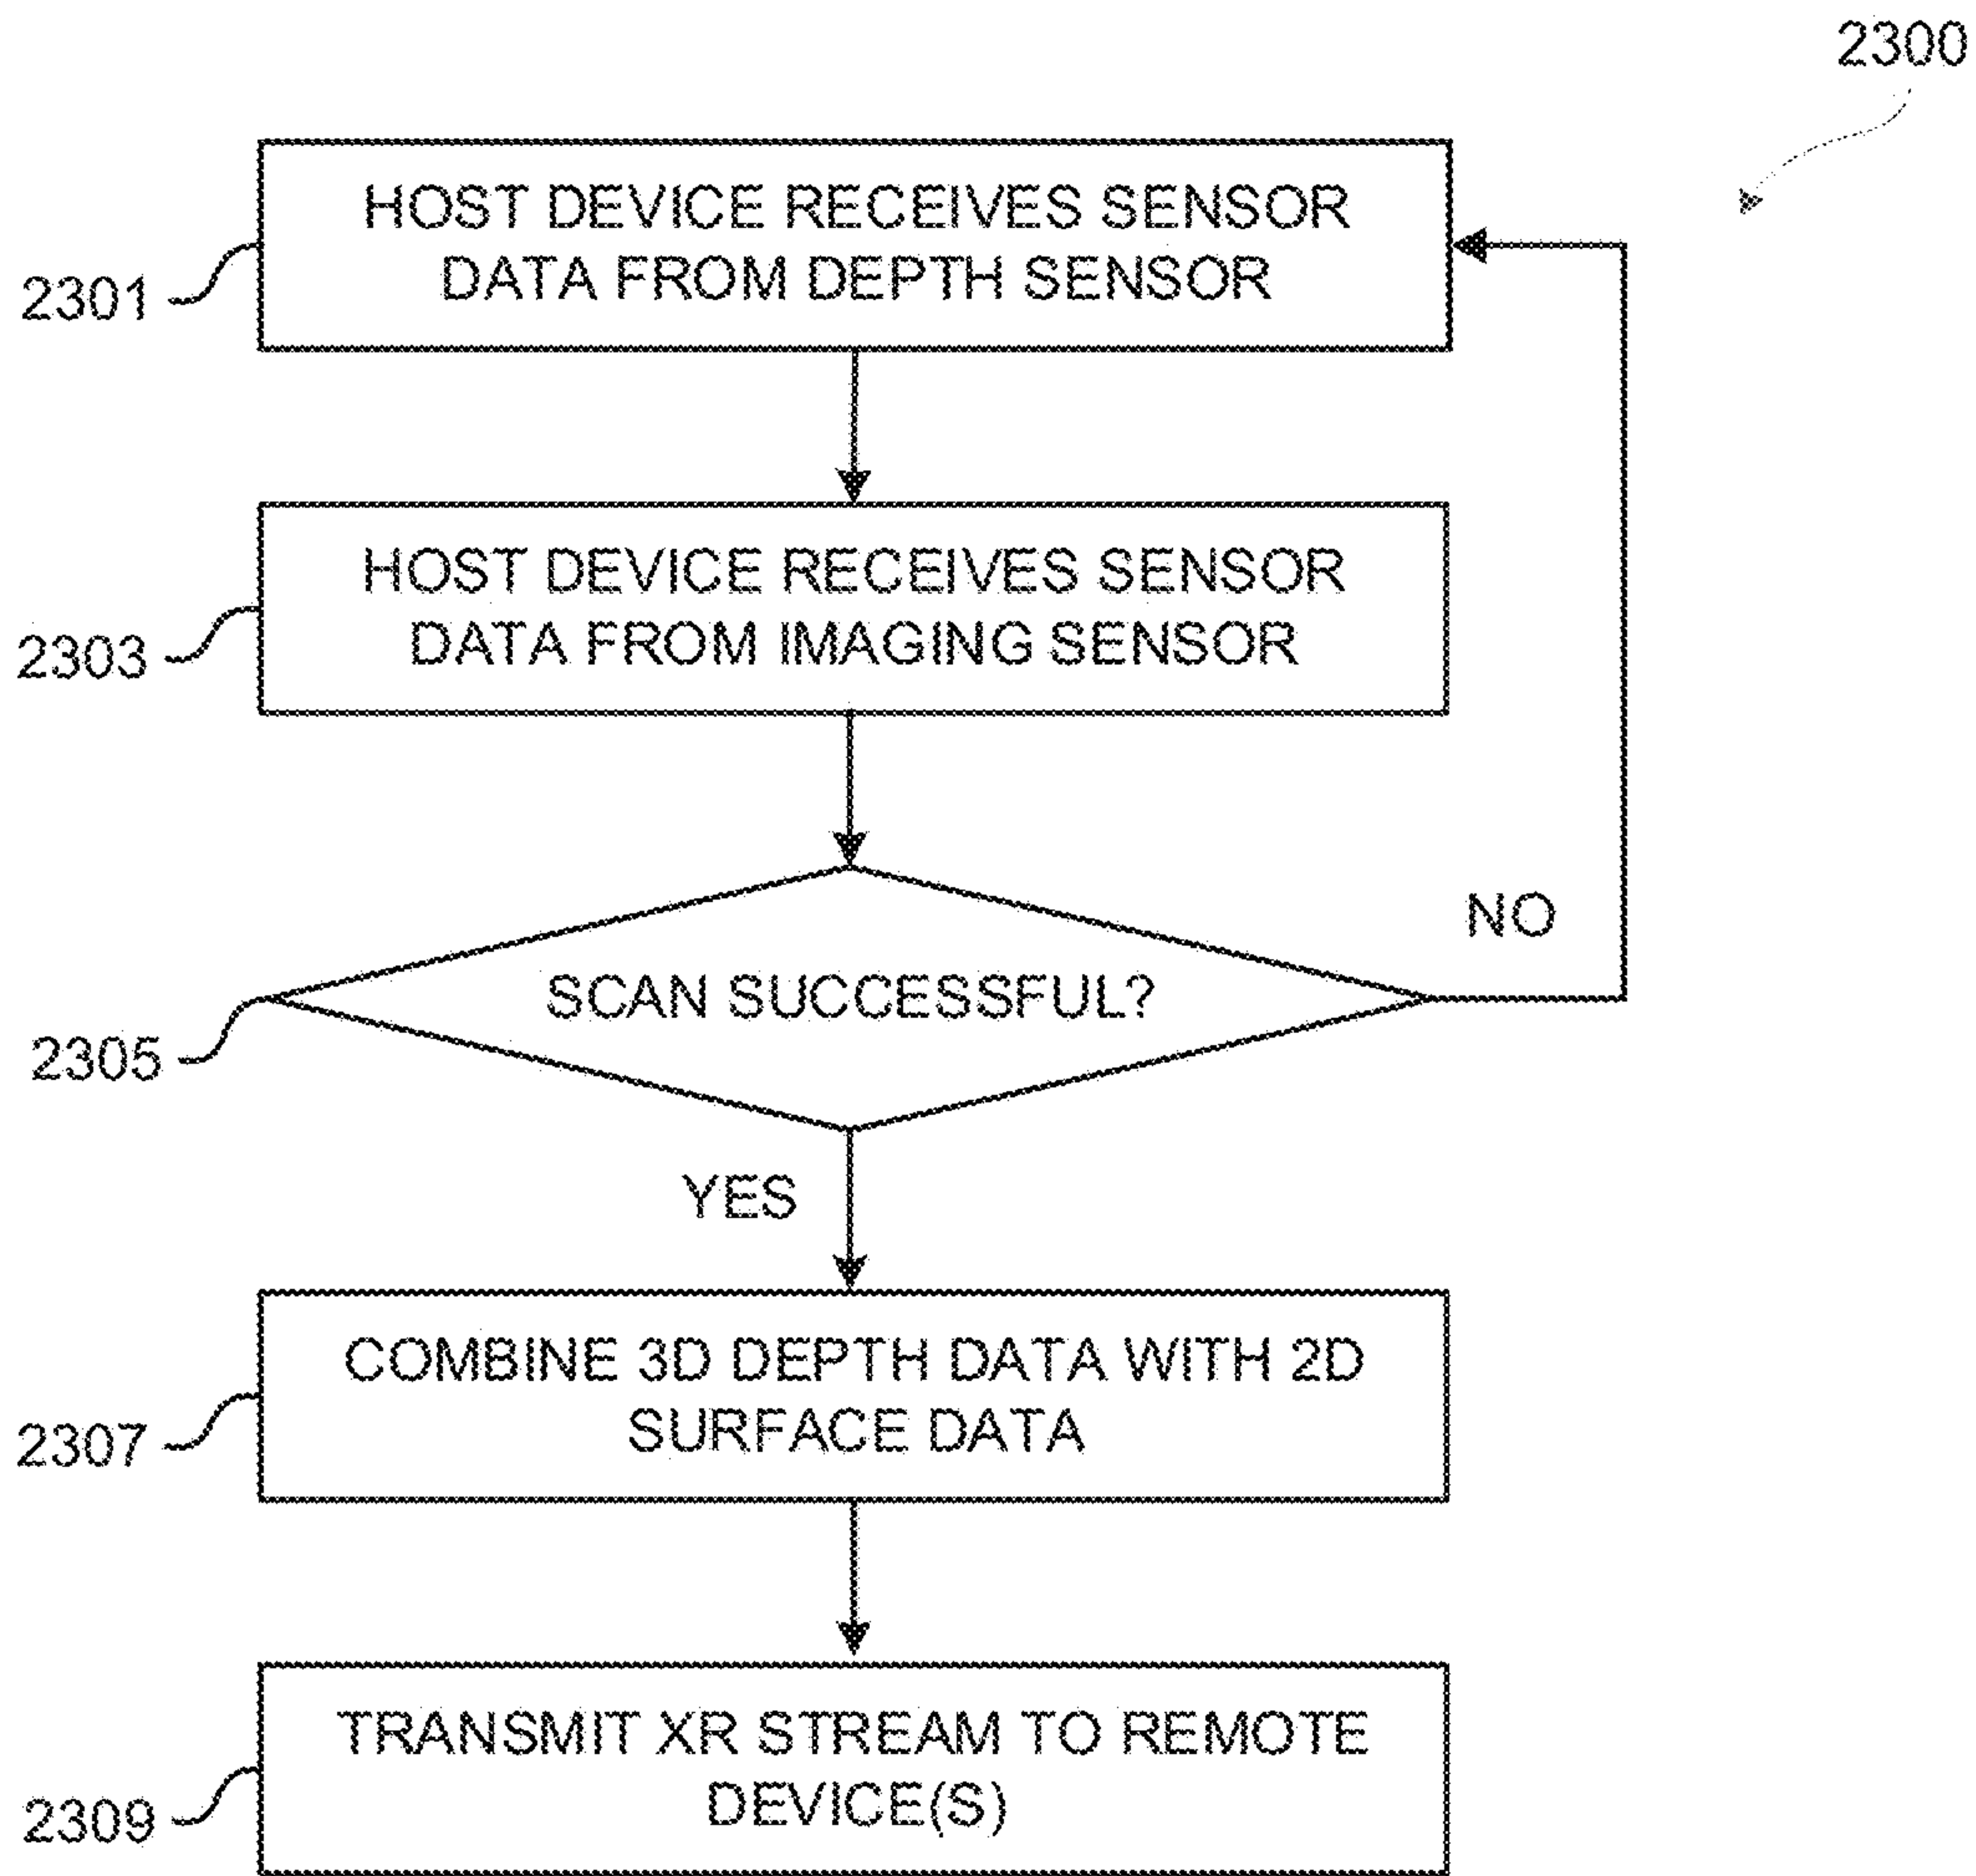 2300
HOST DEVICE RECEIVES SENSOR
DATA FROM DEPTH SENSOR
2301
HOST DEVICE RECEIVES SENSOR
DATA FROM IMAGING SENSOR
2303
NO
SCAN SUCCESSFUL?
2305
YES
COMBINE 3D DEPTH DATA WITH 2D
SURFACE DATA
2307
TRANSMIT XR STREAM TO REMOTE
DEVICE(S)
2309